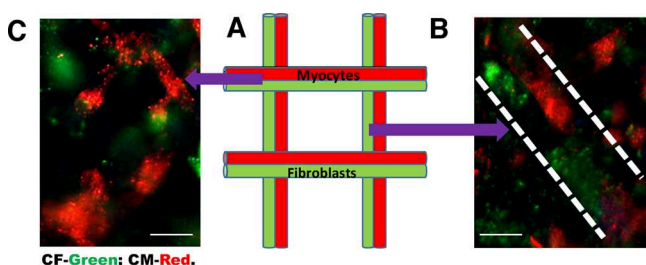 C
A
B
Myocytes
Fibroblasts
CF-Green; CM-Red.